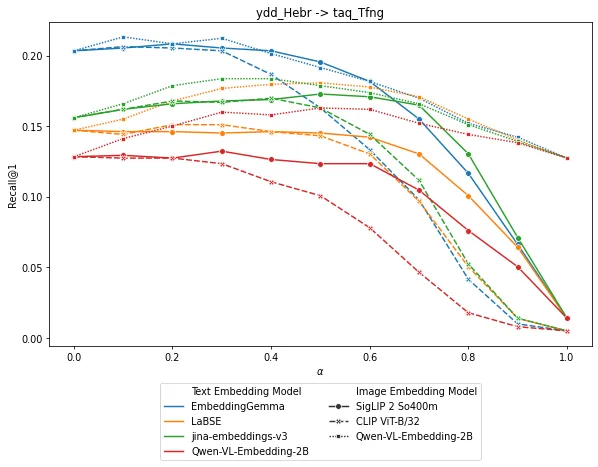 ydd_Hebr -> taq_Tfng
Recall@1
0.20
0.15
0.10
0.05
0.00
0.0 0.2 0.4 0.6 0.8 1.0
α
Text Embedding Model
EmbeddingGemma
LaBSE
jina-embeddings-v3
Qwen-VL-Embedding-2B
Image Embedding Model
SigLIP 2 So400m
CLIP ViT-B/32
Qwen-VL-Embedding-2B